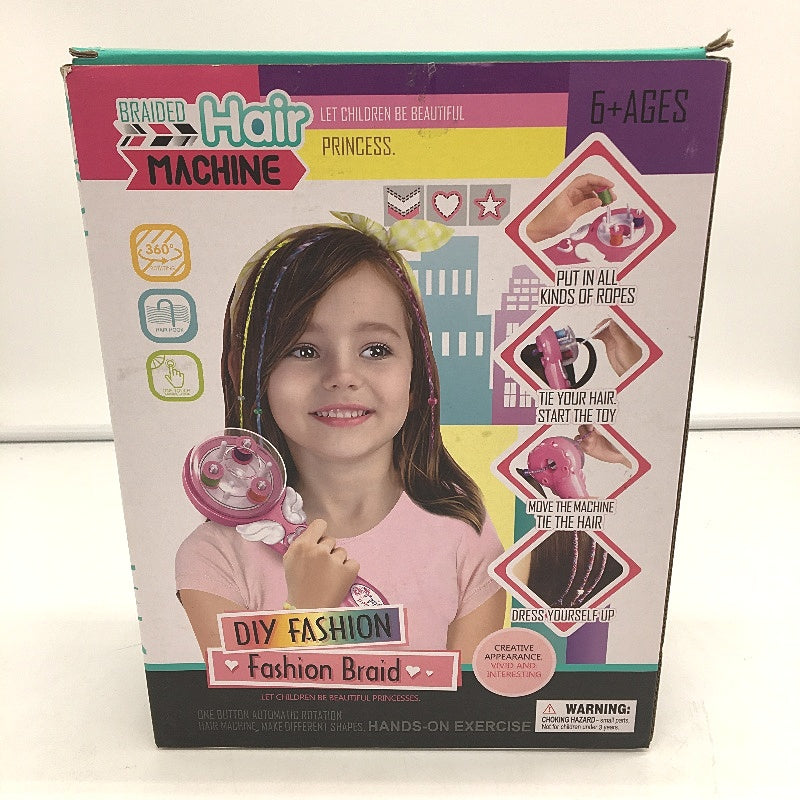 BRAIDED Hair
MACHINE
LET CHILDREN BE BEAUTIFUL
PRINCESS.
6+AGES
360°
ROTATING
HAIR HOOK
PUT IN ALL
KINDS OF ROPES
TIE YOUR HAIR.
START THE TOY
MOVE THE MACHINE
TIE THE HAIR
DRESS YOURSELF UP
DIY FASHION
Fashion Braid
CREATIVE
APPEARANCE.
VIVID AND
INTERESTING
LET CHILDREN BE BEAUTIFUL PRINCESSES.
ONE BUTTON AUTOMATIC ROTATION
HAIR MACHINE, MAKE DIFFERENT SHAPES, HANDS-ON EXERCISE
WARNING:
CHOKING HAZARD - small parts.
Not for children under 3 years.